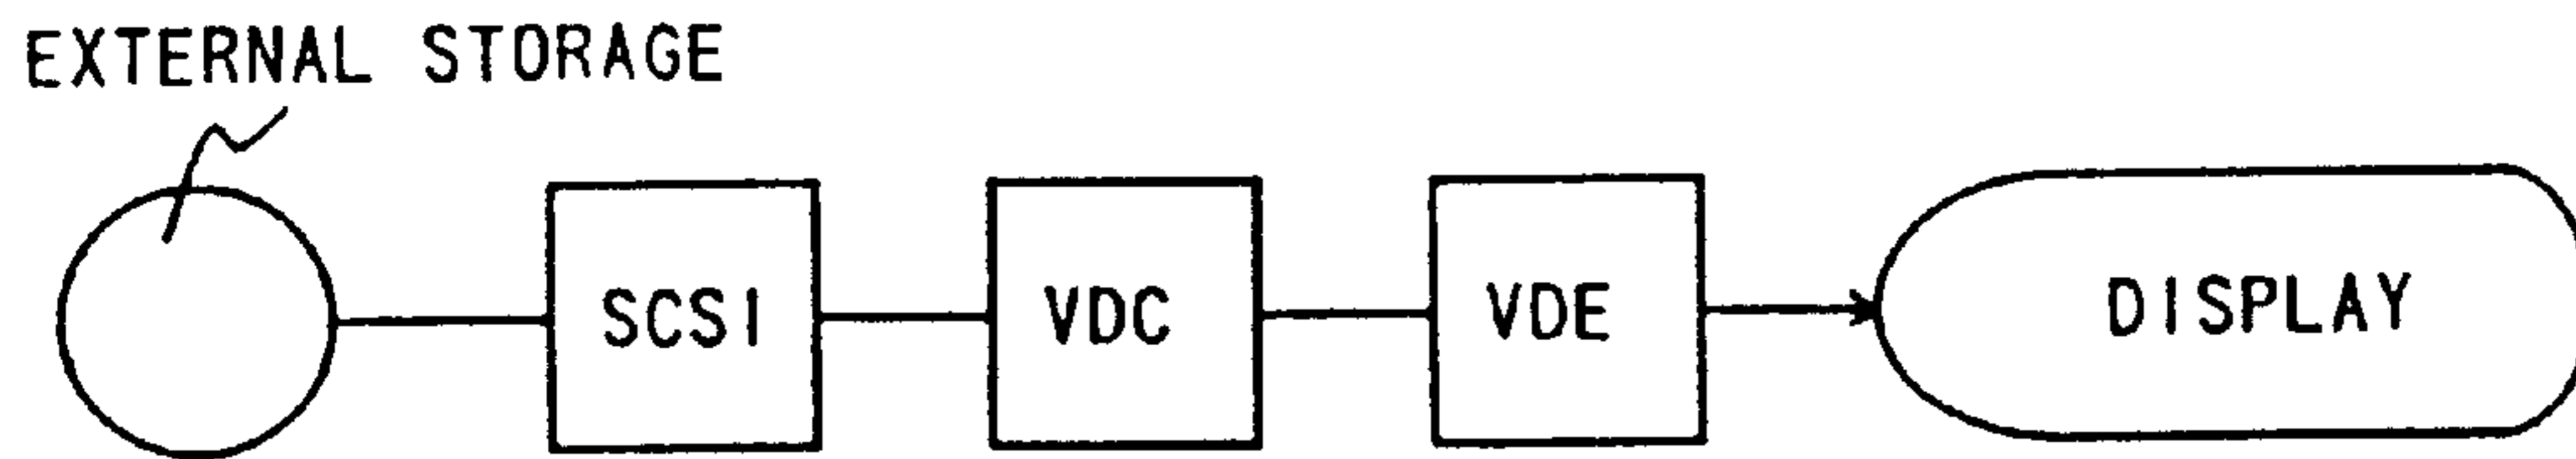 EXTERNAL STORAGE
SCSI
VDC
VDE
DISPLAY